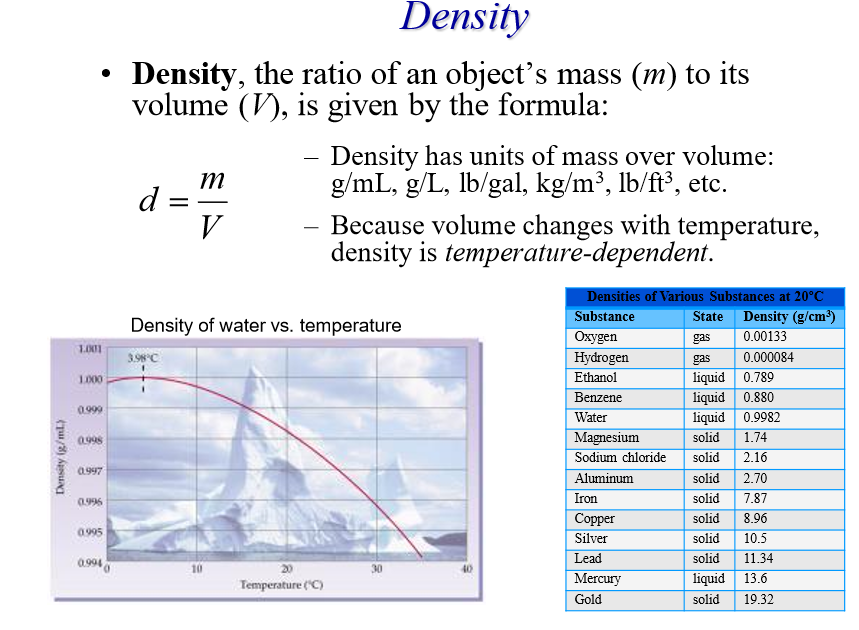 Density
• Density, the ratio of an object’s mass (m) to its
volume (V), is given by the formula:
d = m
V
– Density has units of mass over volume:
g/mL, g/L, lb/gal, kg/m³, lb/ft³, etc.
– Because volume changes with temperature,
density is temperature-dependent.
Density of water vs. temperature
1.001
3.98°C
1.000
0.999
0.998
0.997
0.996
0.995
0.994
Density (g/mL)
0 10 20 30 40
Temperature (°C)
Densities of Various Substances at 20°C
Substance State Density (g/cm³)
Oxygen gas 0.00133
Hydrogen gas 0.000084
Ethanol liquid 0.789
Benzene liquid 0.880
Water liquid 0.9982
Magnesium solid 1.74
Sodium chloride solid 2.16
Aluminum solid 2.70
Iron solid 7.87
Copper solid 8.96
Silver solid 10.5
Lead solid 11.34
Mercury liquid 13.6
Gold solid 19.32